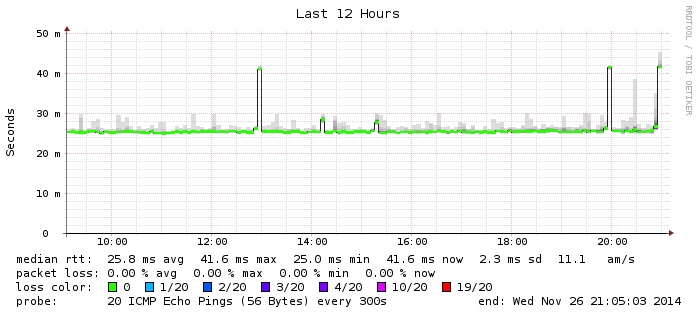 Last 12 Hours
RRDTOOL / TOBI OETIKER
Seconds
50 m
40 m
30 m
20 m
10 m
0
10:00 12:00 14:00 16:00 18:00 20:00
median rtt: 25.8 ms avg 41.6 ms max 25.0 ms min 41.6 ms now 2.3 ms sd 11.1 am/s
packet loss: 0.00 % avg 0.00 % max 0.00 % min 0.00 % now
loss color: 0 1/20 2/20 3/20 4/20 10/20 19/20
probe: 20 ICMP Echo Pings (56 Bytes) every 300s end: Wed Nov 26 21:05:03 2014